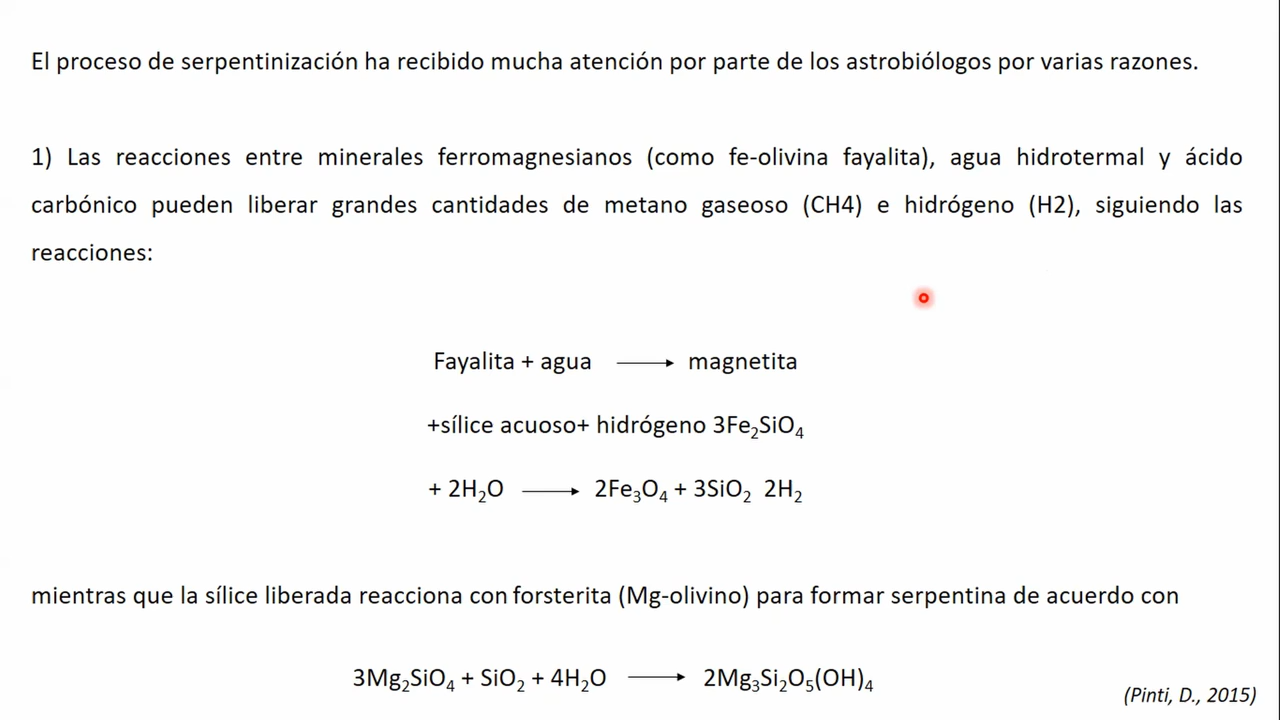 El proceso de serpentinización ha recibido mucha atención por parte de los astrobiólogos por varias razones.
1) Las reacciones entre minerales ferromagnesianos (como fe-olivina fayalita), agua hidrotermal y ácido
carbónico pueden liberar grandes cantidades de metano gaseoso (CH4) e hidrógeno (H2), siguiendo las
reacciones:
Fayalita + agua ⟶ magnetita
+sílice acuoso+ hidrógeno 3Fe₂SiO₄
+ 2H₂O ⟶ 2Fe₃O₄ + 3SiO₂ 2H₂
mientras que la sílice liberada reacciona con forsterita (Mg-olivino) para formar serpentina de acuerdo con
3Mg₂SiO₄ + SiO₂ + 4H₂O ⟶ 2Mg₃Si₂O₅(OH)₄
(Pinti, D., 2015)